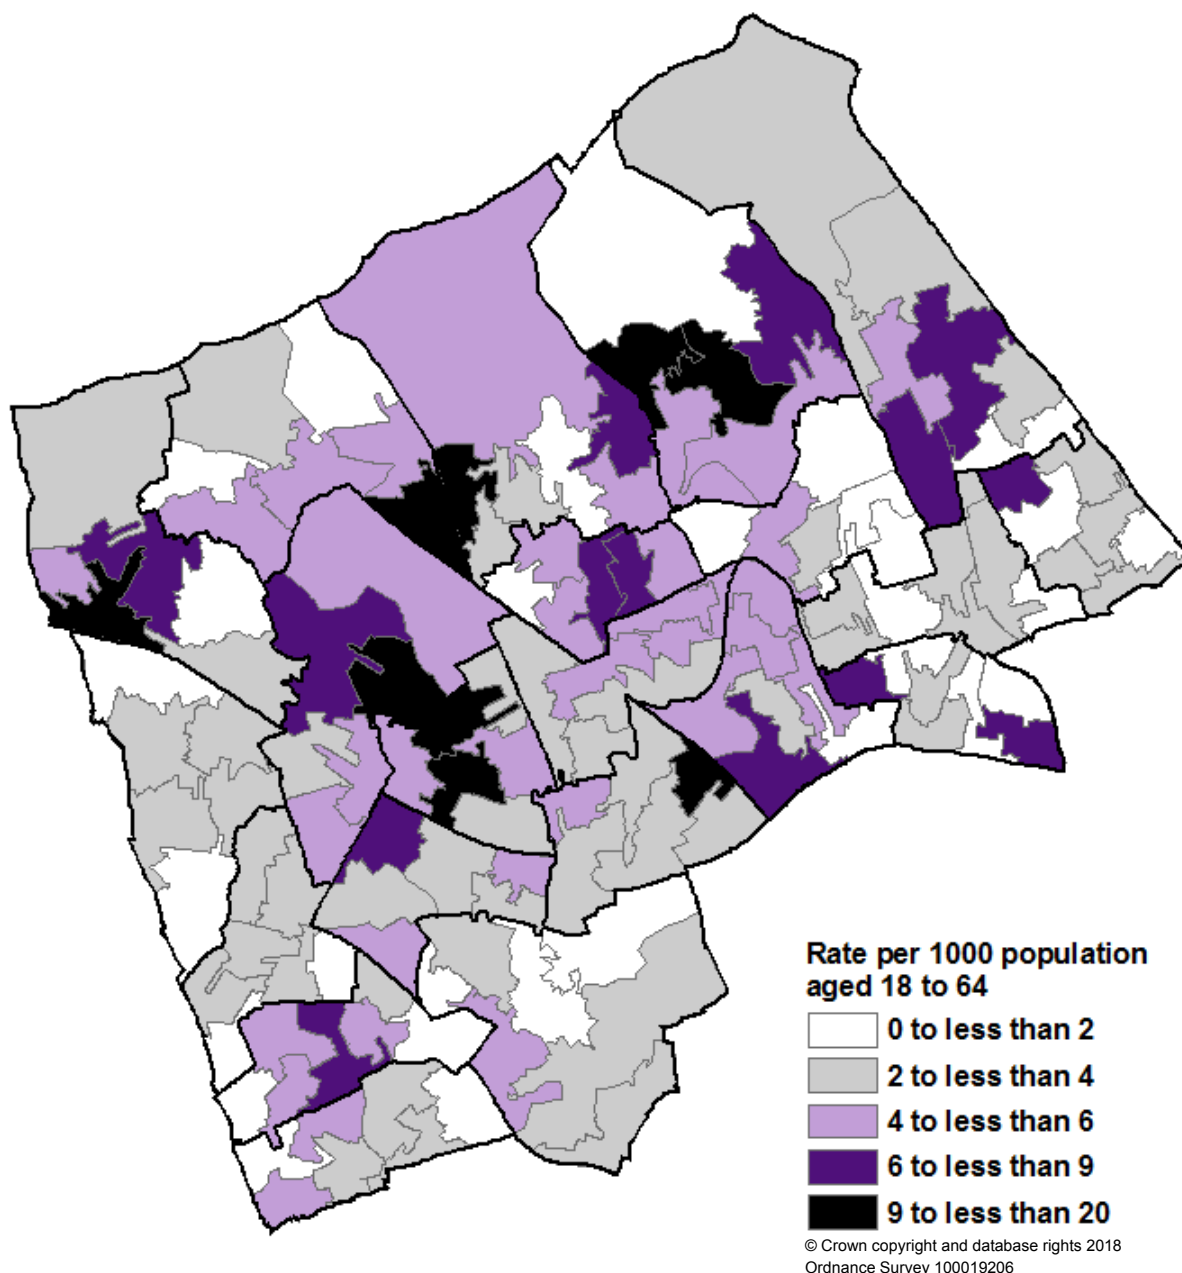 Rate per 1000 population
aged 18 to 64
0 to less than 2
2 to less than 4
4 to less than 6
6 to less than 9
9 to less than 20
© Crown copyright and database rights 2018
Ordnance Survey 100019206